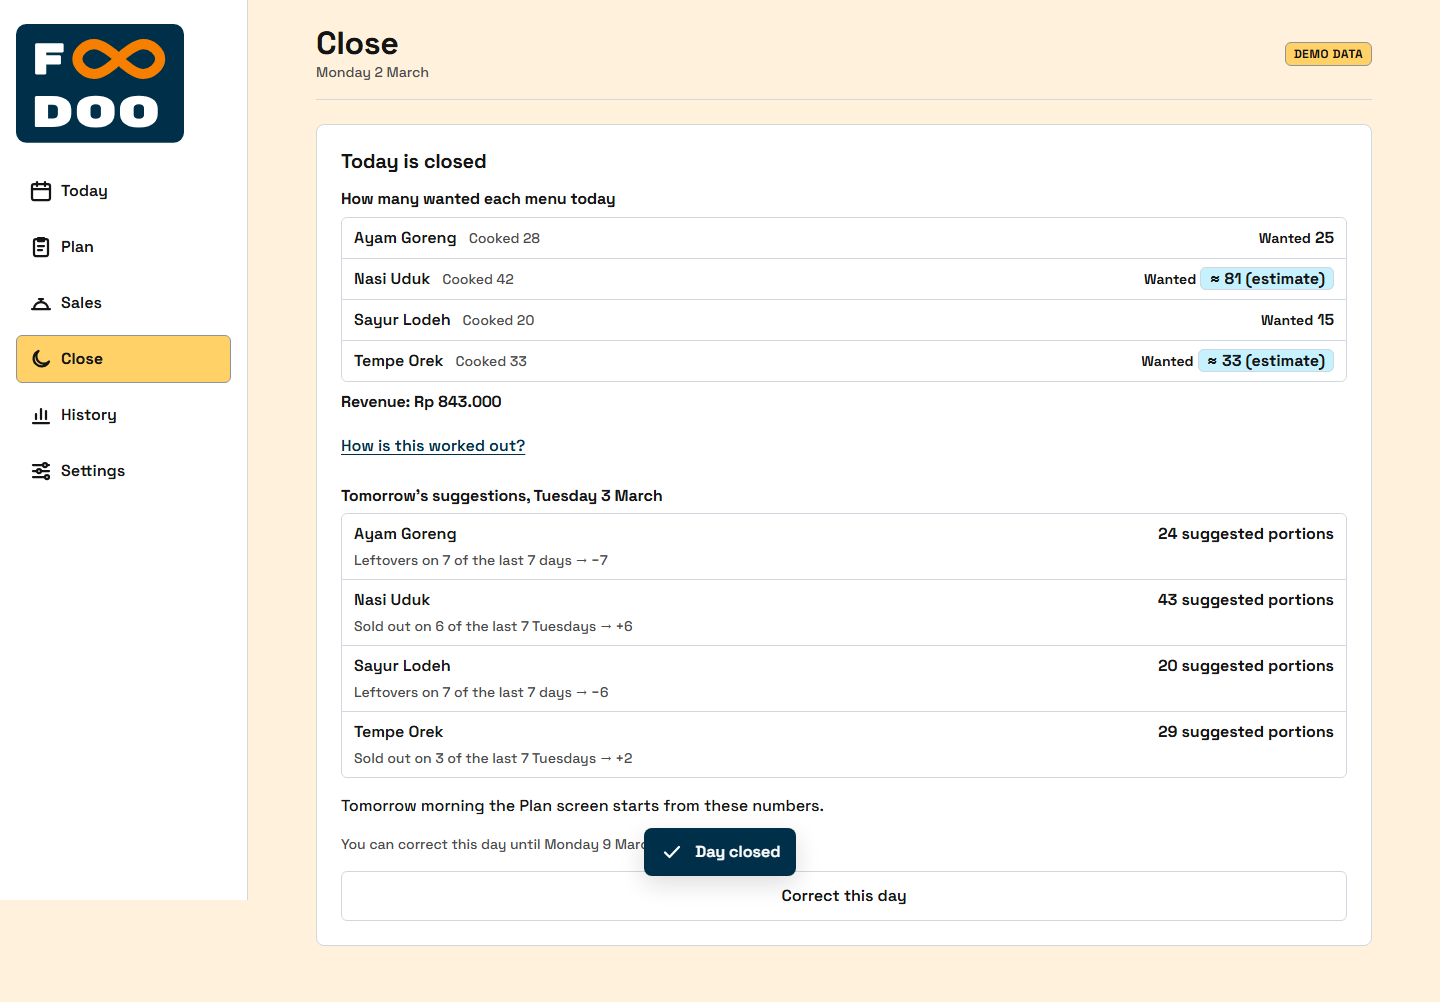 FOO
DOO
Today
Plan
Sales
Close
History
Settings
Close
Monday 2 March
DEMO DATA
Today is closed
How many wanted each menu today
Ayam Goreng Cooked 28 Wanted 25
Nasi Uduk Cooked 42 Wanted ≈ 81 (estimate)
Sayur Lodeh Cooked 20 Wanted 15
Tempe Orek Cooked 33 Wanted ≈ 33 (estimate)
Revenue: Rp 843.000
How is this worked out?
Tomorrow's suggestions, Tuesday 3 March
Ayam Goreng 24 suggested portions
Leftovers on 7 of the last 7 days → −7
Nasi Uduk 43 suggested portions
Sold out on 6 of the last 7 Tuesdays → +6
Sayur Lodeh 20 suggested portions
Leftovers on 7 of the last 7 days → −6
Tempe Orek 29 suggested portions
Sold out on 3 of the last 7 Tuesdays → +2
Tomorrow morning the Plan screen starts from these numbers.
You can correct this day until Monday 9
Day closed
Correct this day